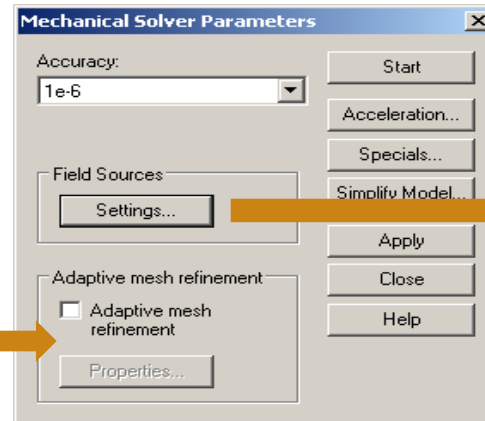 Mechanical Solver Parameters
Accuracy:
1e-6
Start
Acceleration...
Specials...
Simplify Model...
Apply
Close
Help
Field Sources
Settings...
Adaptive mesh refinement
Adaptive mesh
refinement
Properties...